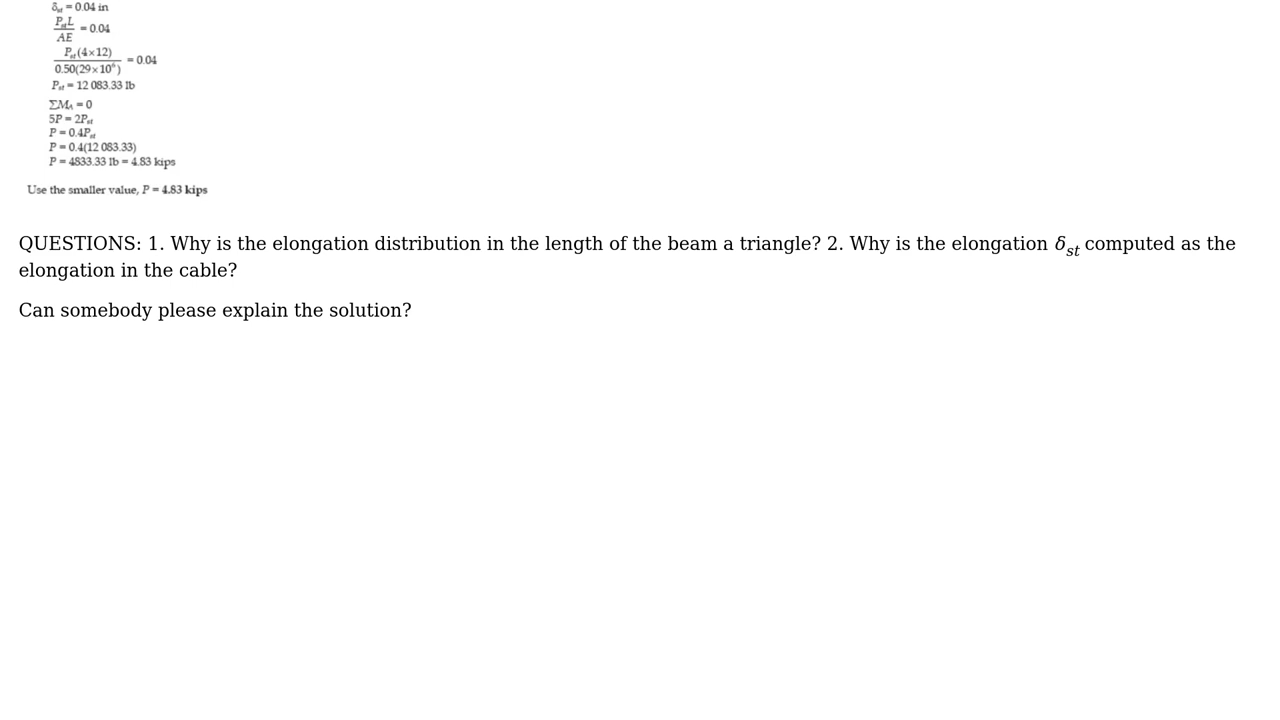 δst = 0.04 in
PstL / AE = 0.04
Pst(4×12) / 0.50(29×10⁶) = 0.04
Pst = 12 083.33 lb
ΣMA = 0
5P = 2Pst
P = 0.4Pst
P = 0.4(12 083.33)
P = 4833.33 lb = 4.83 kips
Use the smaller value, P = 4.83 kips
QUESTIONS: 1. Why is the elongation distribution in the length of the beam a triangle? 2. Why is the elongation δst computed as the
elongation in the cable?
Can somebody please explain the solution?